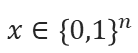 x ∈ {0,1}ⁿ